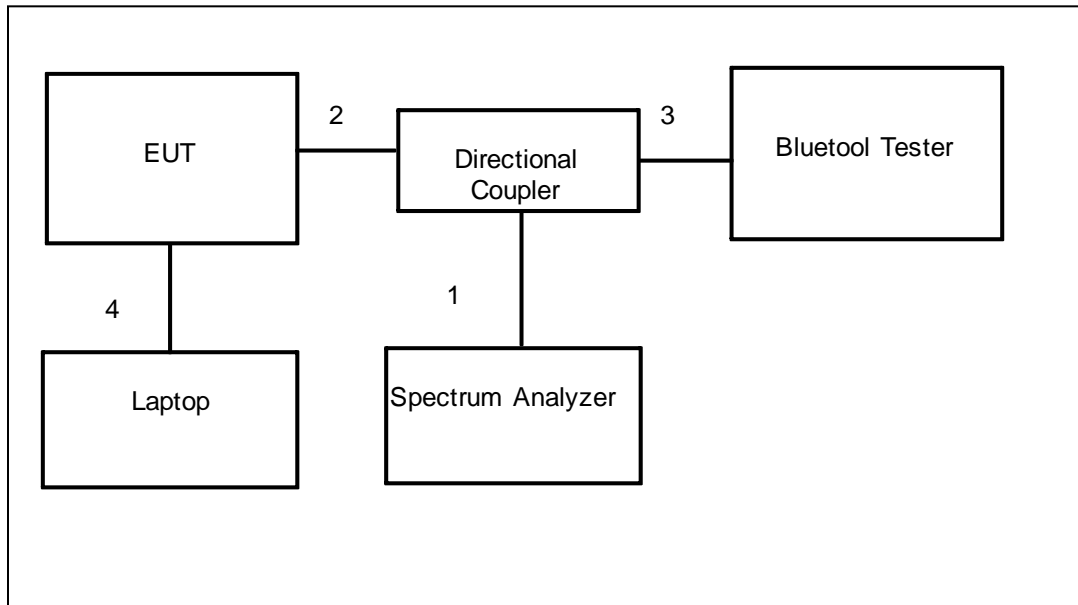 EUT
2
Directional
Coupler
3
Bluetool Tester
4
1
Laptop
Spectrum Analyzer